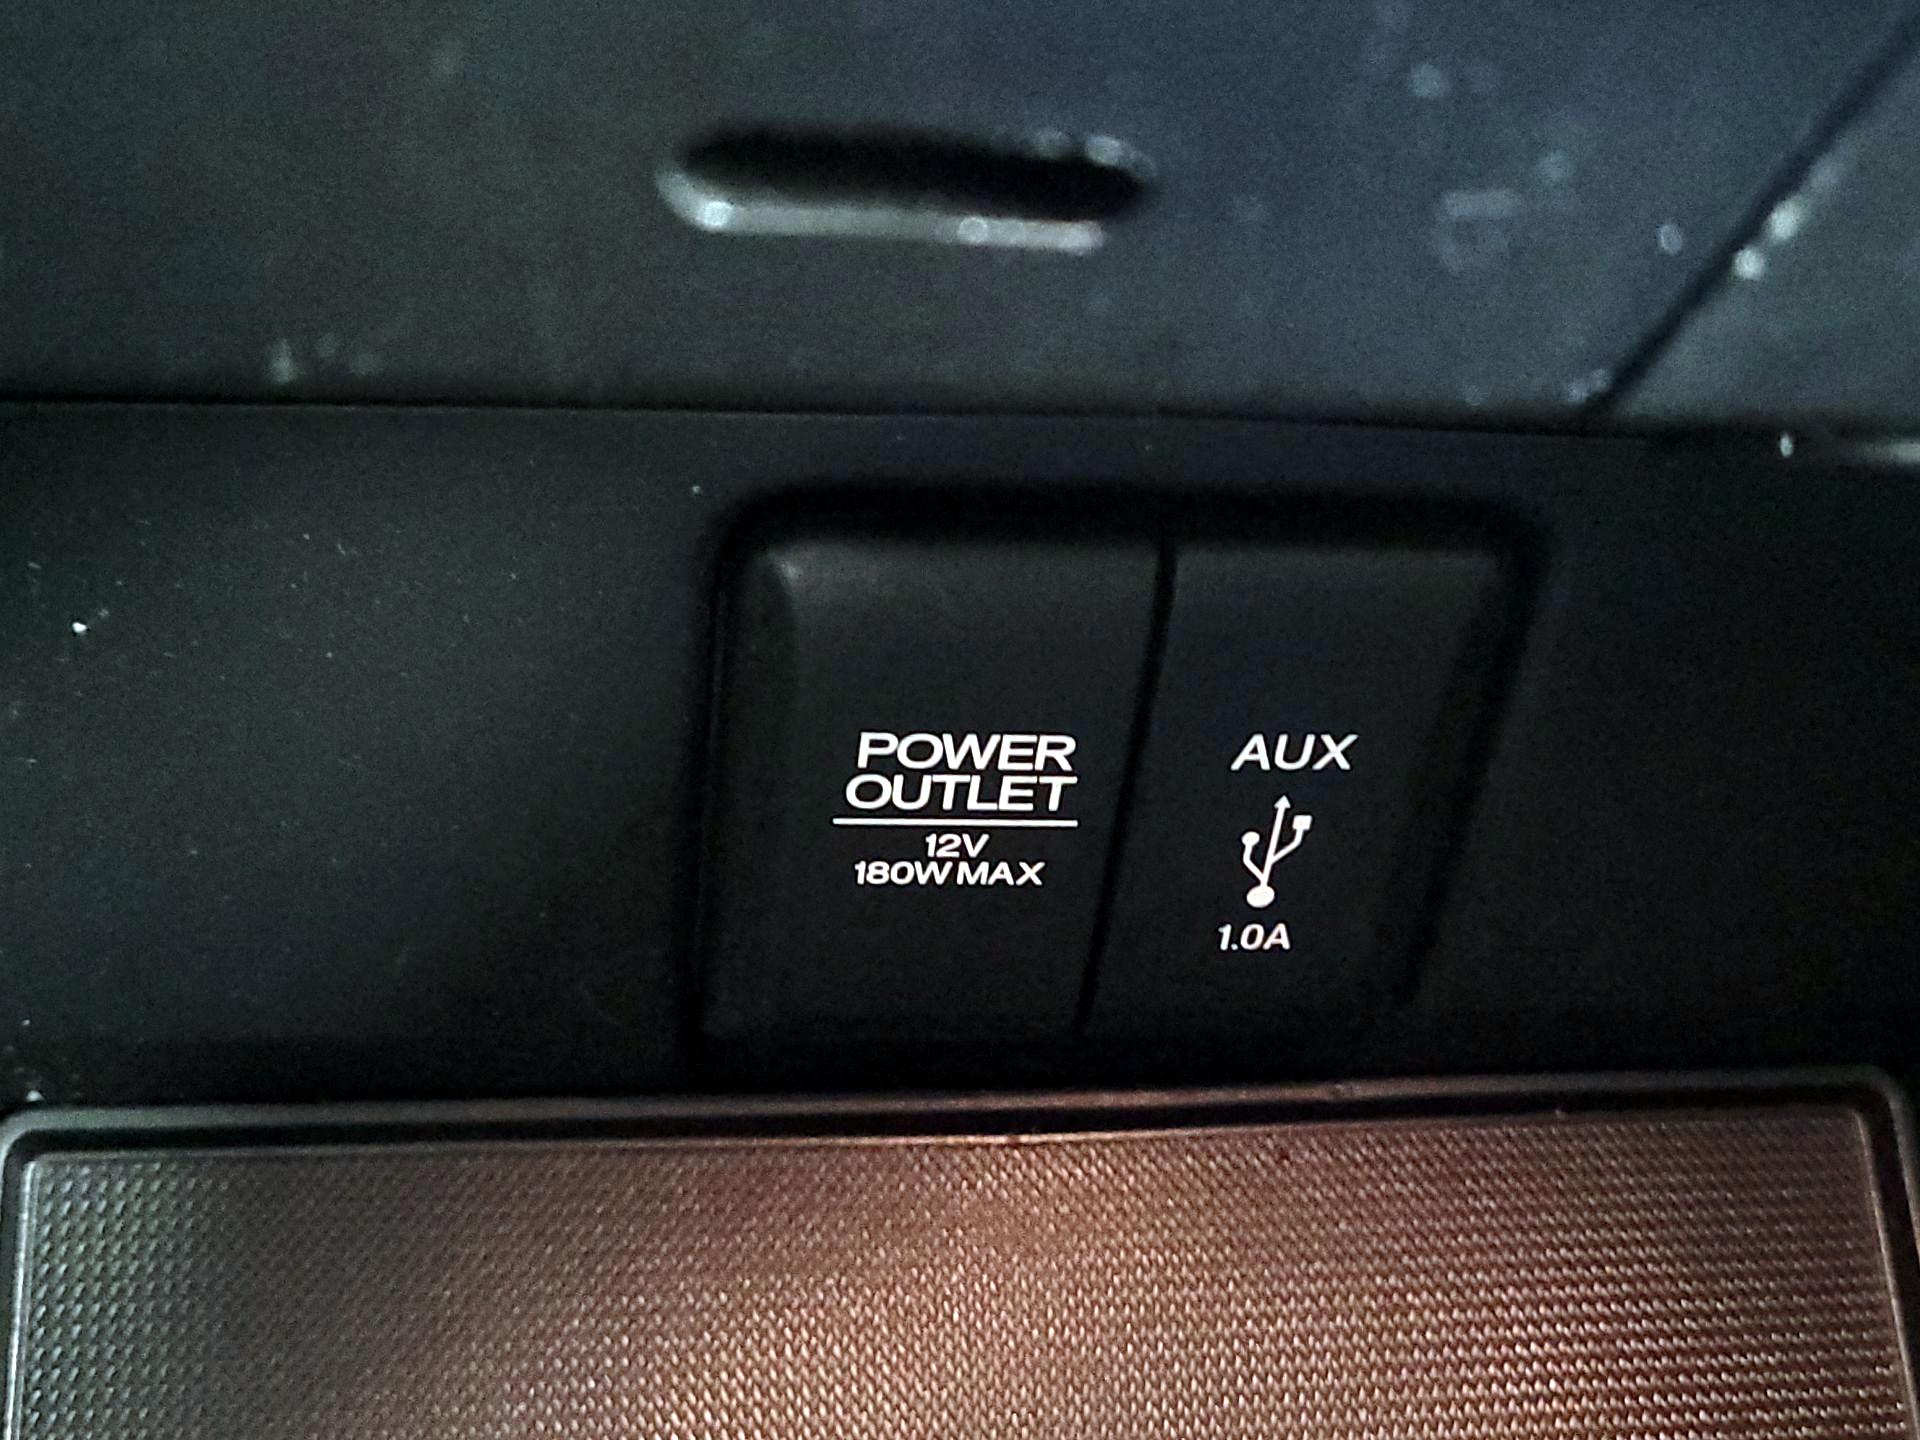 POWER
OUTLET
12V
180W MAX
AUX
1.0A